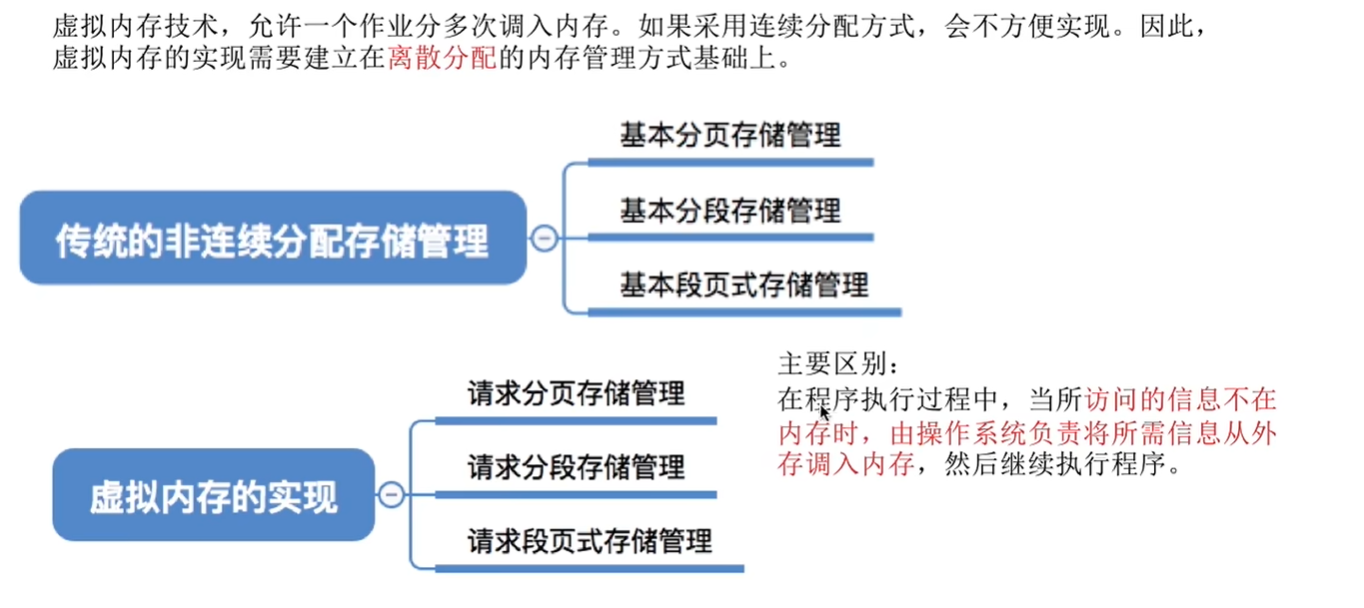 虚拟内存技术，允许一个作业分多次调入内存。如果采用连续分配方式，会不方便实现。因此，
虚拟内存的实现需要建立在离散分配的内存管理方式基础上。
基本分页存储管理
基本分段存储管理
传统的非连续分配存储管理
基本段页式存储管理
主要区别：
在程序执行过程中，当所访问的信息不在
内存时，由操作系统负责将所需信息从外
存调入内存，然后继续执行程序。
请求分页存储管理
请求分段存储管理
虚拟内存的实现
请求段页式存储管理